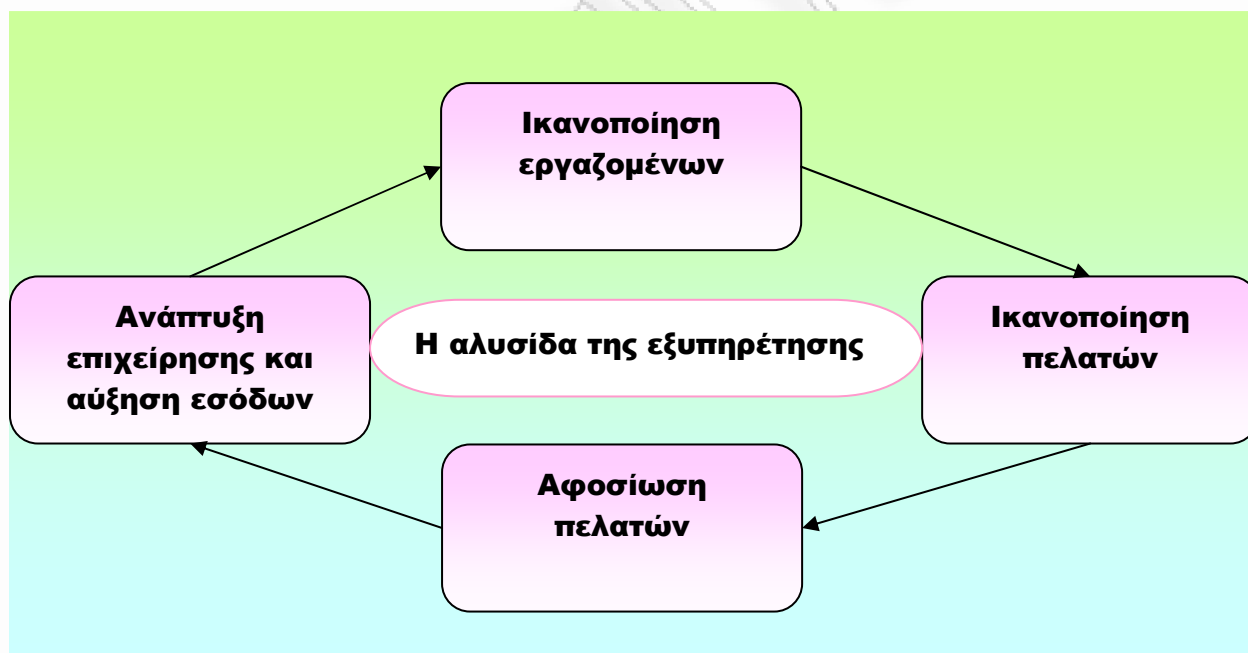 Ικανοποίηση
εργαζομένων
Ανάπτυξη
επιχείρησης και
αύξηση εσόδων
Η αλυσίδα της εξυπηρέτησης
Ικανοποίηση
πελατών
Αφοσίωση
πελατών